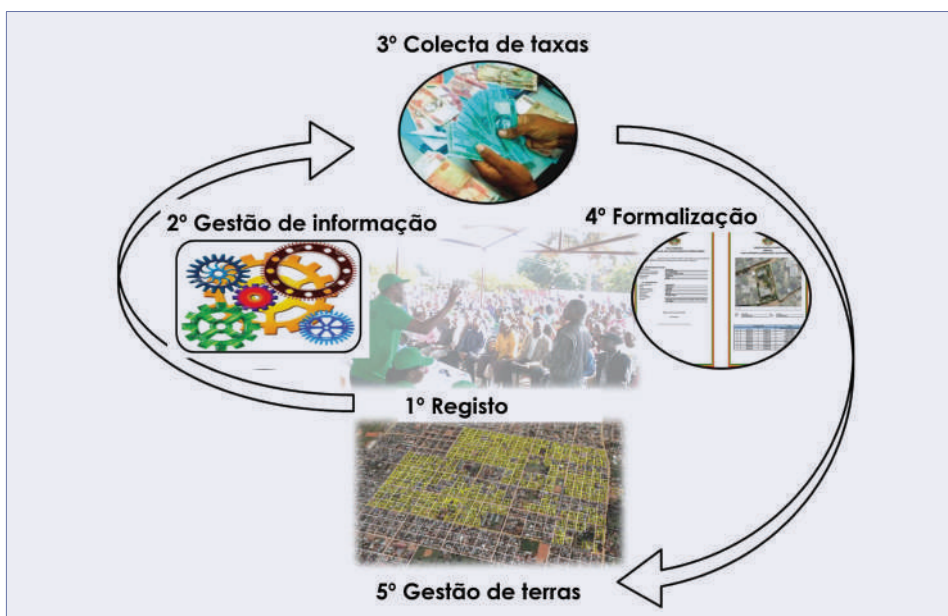 3º Colecta de taxas
2º Gestão de informação
4º Formalização
1º Registo
5º Gestão de terras